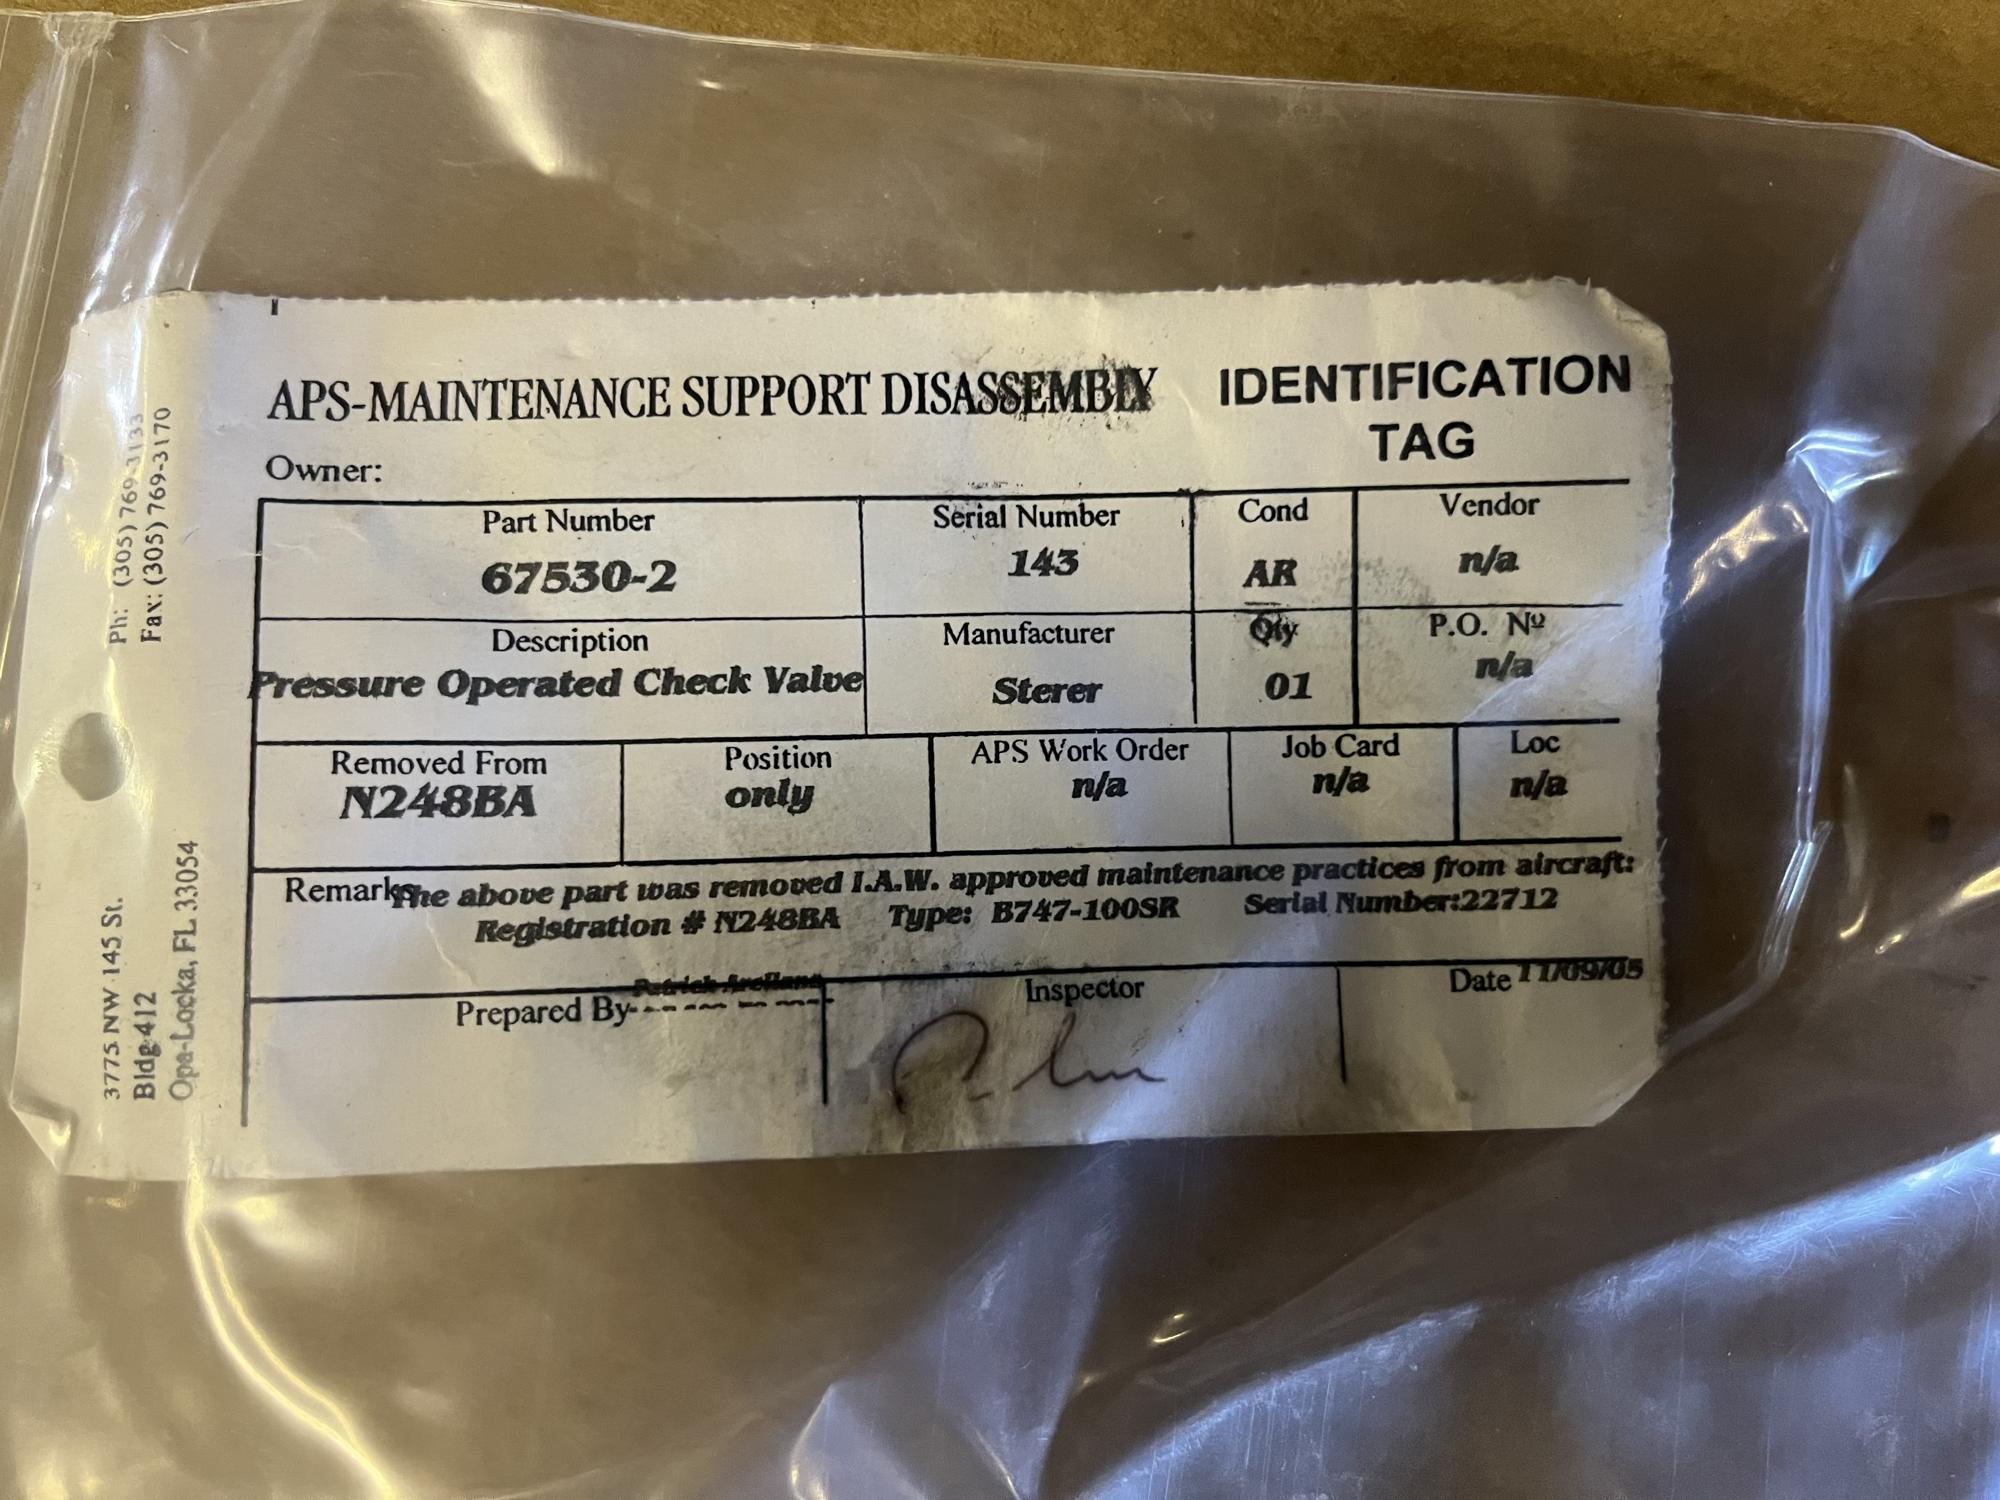 APS-MAINTENANCE SUPPORT DISASSEMBLY
IDENTIFICATION
TAG
Owner:
Part Number
67530-2
Serial Number
143
Cond
AR
Vendor
n/a
Description
Pressure Operated Check Valve
Manufacturer
Sterer
Qty
01
P.O. Nº
n/a
Removed From
N248BA
Position
only
APS Work Order
n/a
Job Card
n/a
Loc
n/a
Remarks The above part was removed I.A.W. approved maintenance practices from aircraft:
Registration # N248BA Type: B747-100SR Serial Number:22712
Prepared By
Patrick Arellano
Inspector
Date 11/09/05
Ph: (305) 769-3133
Fax: (305) 769-3170
3775 NW 145 St.
Bldg 412
Opa-Locka, FL 33054